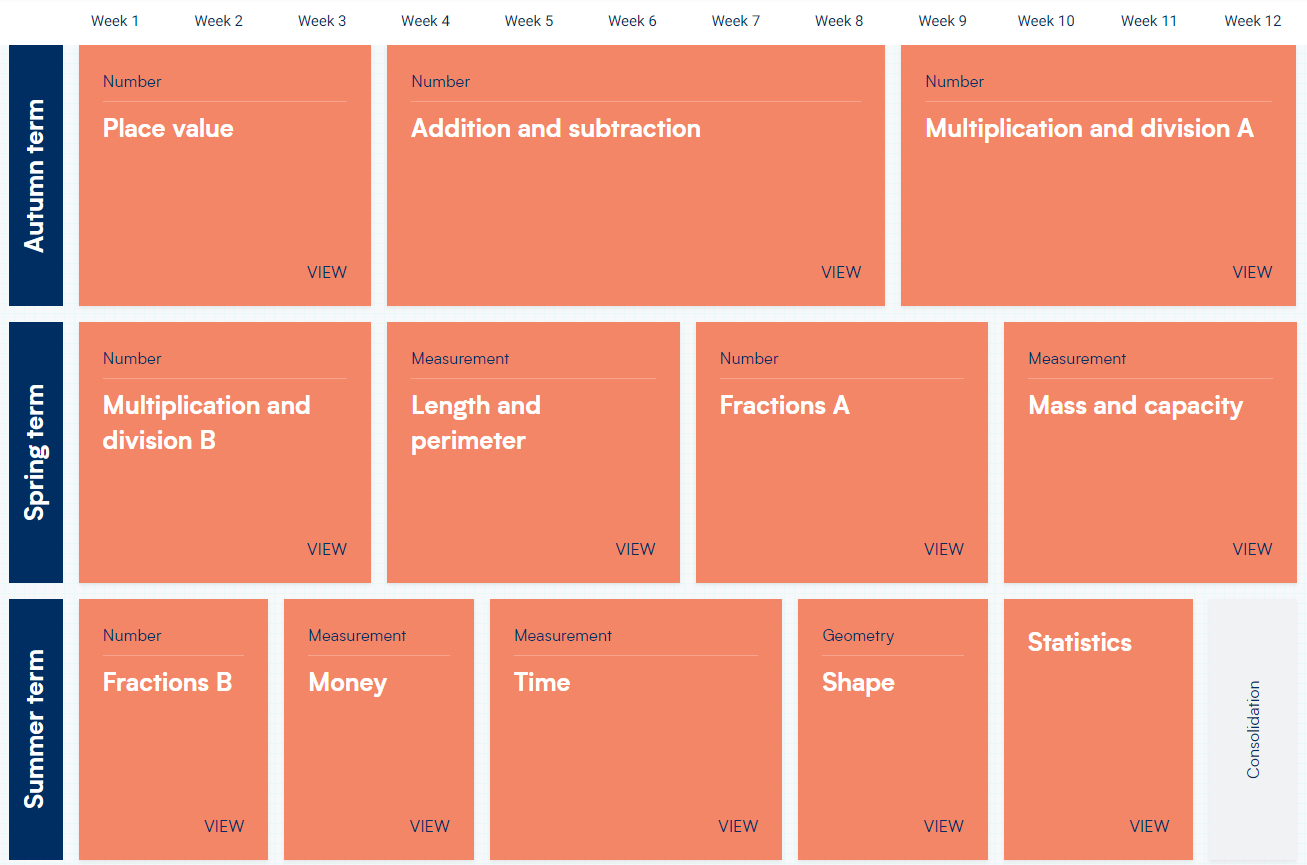 Week 1 Week 2 Week 3 Week 4 Week 5 Week 6 Week 7 Week 8 Week 9 Week 10 Week 11 Week 12
Autumn term
Number
Place value
VIEW
Number
Addition and subtraction
VIEW
Number
Multiplication and division A
VIEW
Spring term
Number
Multiplication and
division B
VIEW
Measurement
Length and
perimeter
VIEW
Number
Fractions A
VIEW
Measurement
Mass and capacity
VIEW
Summer term
Number
Fractions B
VIEW
Measurement
Money
VIEW
Measurement
Time
VIEW
Geometry
Shape
VIEW
Statistics
VIEW
Consolidation